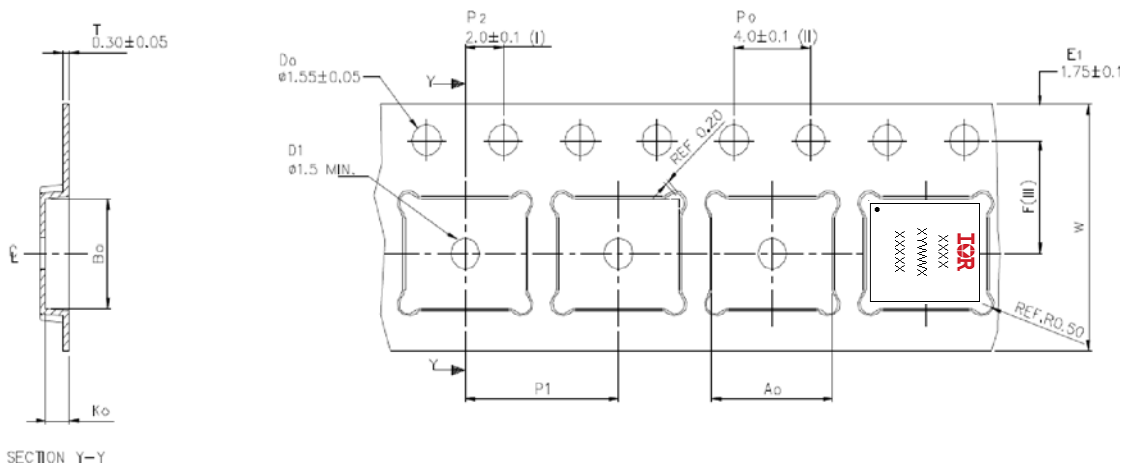 T
0.30±0.05
P2
2.0±0.1 (I)
P0
4.0±0.1 (II)
E1
1.75±0.1
Do
ø1.55±0.05
Y
D1
ø1.5 MIN.
REF 0.20
F(III)
W
Bo
IOR
XXXX
XYWWX
XXXXX
REF.R0.50
Y
P1
Ao
Ko
SECTION Y-Y